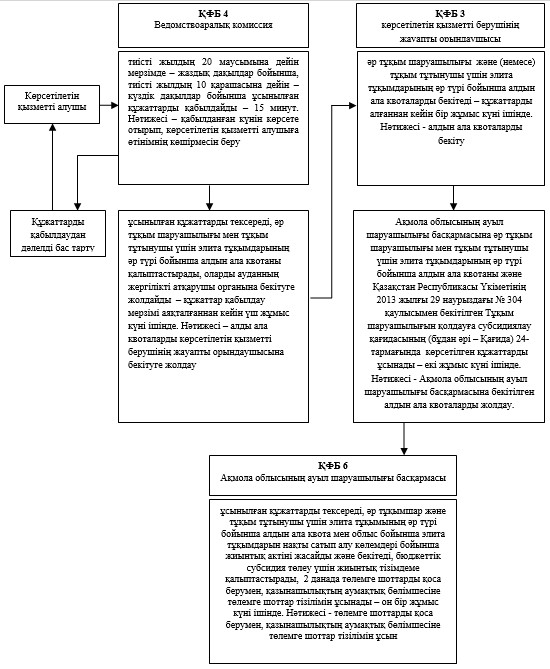 ҚФБ 4
Ведомствоаралық комиссия
ҚФБ 3
көрсетілетін қызметті берушінің
жауапты орындаушысы
Көрсетілетін
қызметті алушы
тиісті жылдың 20 маусымына дейін
мерзімде – жаздық дақылдар бойынша,
тиісті жылдың 10 қарашасына дейін –
күздік дақылдар бойынша ұсынылған
құжаттарды қабылдайды – 15 минут.
Нәтижесі – қабылданған күнін көрсете
отырып, көрсетілетін қызметті алушыға
өтінімнің көшірмесін беру
әр тұқым шаруашылығы және (немесе)
тұқым тұтынушы үшін элита
тұқымдарының әр түрі бойынша алдын
ала квоталарды бекітеді – құжаттарды
алғаннан кейін бір жұмыс күні ішінде.
Нәтижесі - алдын ала квоталарды
бекіту
Құжаттарды
қабылдаудан
дәлелді бас тарту
ұсынылған құжаттарды тексереді, әр
тұқым шаруашылығы мен тұқым
тұтынушы үшін элита тұқымдарының
әр түрі бойынша алдын ала квотаны
қалыптастырады, оларды ауданның
жергілікті атқарушы органына бекітуге
жолдайды – құжаттар қабылдау
мерзімі аяқталғаннан кейін үш жұмыс
күні ішінде. Нәтижесі – алды ала
квоталарды көрсетілетін қызметті
берушінің жауапты орындаушысына
бекітуге жолдау
Ақмола облысының ауыл
шаруашылығы басқармасына әр тұқым
шаруашылығы мен тұқым тұтынушы
үшін элита тұқымдарының әр түрі
бойынша алдын ала квотаны және
Қазақстан Республикасы Үкіметінің
2013 жылғы 29 наурыздағы № 304
қаулысымен бекітілген Тұқым
шаруашылығын қолдауға субсидиялау
қағидасының (бұдан әрі – Қағида) 24-
тармағында көрсетілген құжаттарды
ұсынады – екі жұмыс күні ішінде.
Нәтижесі - Ақмола облысының ауыл
шаруашылығы басқармасына бекітілген
алдын ала квоталарды жолдау.
ҚФБ 6
Ақмола облысының ауыл шаруашылығы басқармасы
ұсынылған құжаттарды тексереді, әр тұқымшар және
тұқым тұтынушы үшін элита тұқымының әр түрі
бойынша алдын ала квота мен облыс бойынша элита
тұқымдарын нақты сатып алу көлемдері бойынша
жиынтық актіні жасайды және бекітеді, бюджеттік
субсидия төлеу үшін жиынтық тізімдеме
қалыптастырады, 2 данада төлемге шоттарды қоса
берумен, қазынашылықтың аумақтық бөлімшесіне
төлемге шоттар тізілімін ұсынады – он бір жұмыс
күні ішінде. Нәтижесі - төлемге шоттарды қоса
берумен, қазынашылықтың аумақтық бөлімшесіне
төлемге шоттар тізілімін ұсын